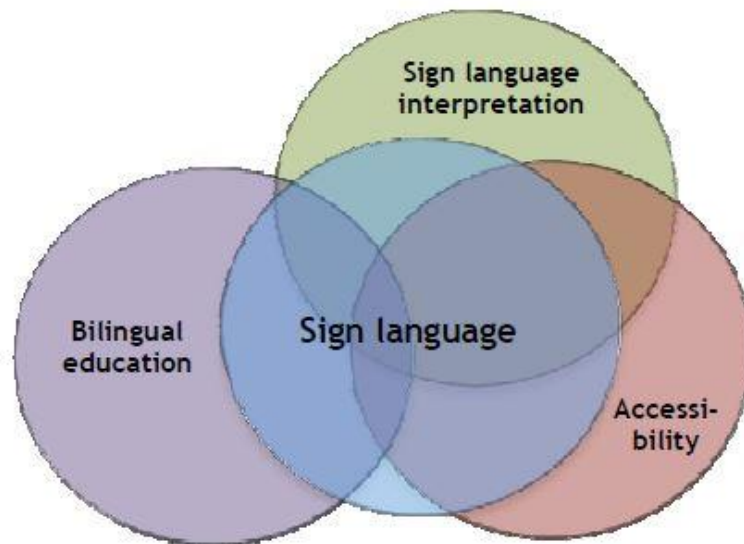 Sign language
interpretation
Bilingual
education
Sign language
Accessi-
bility